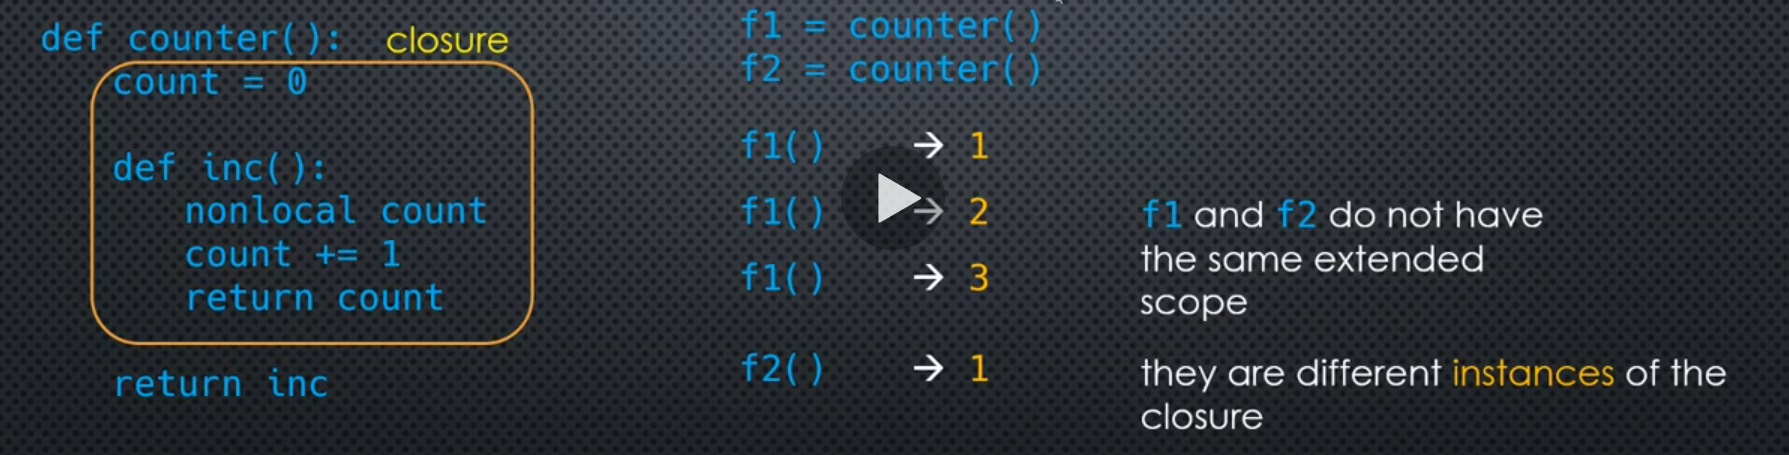 def counter():    closure
    count = 0

    def inc():
        nonlocal count
        count += 1
        return count

    return inc
f1 = counter()
f2 = counter()
f1() → 1
f1() → 2
f1() → 3
f2() → 1
f1 and f2 do not have
the same extended
scope
they are different instances of the
closure